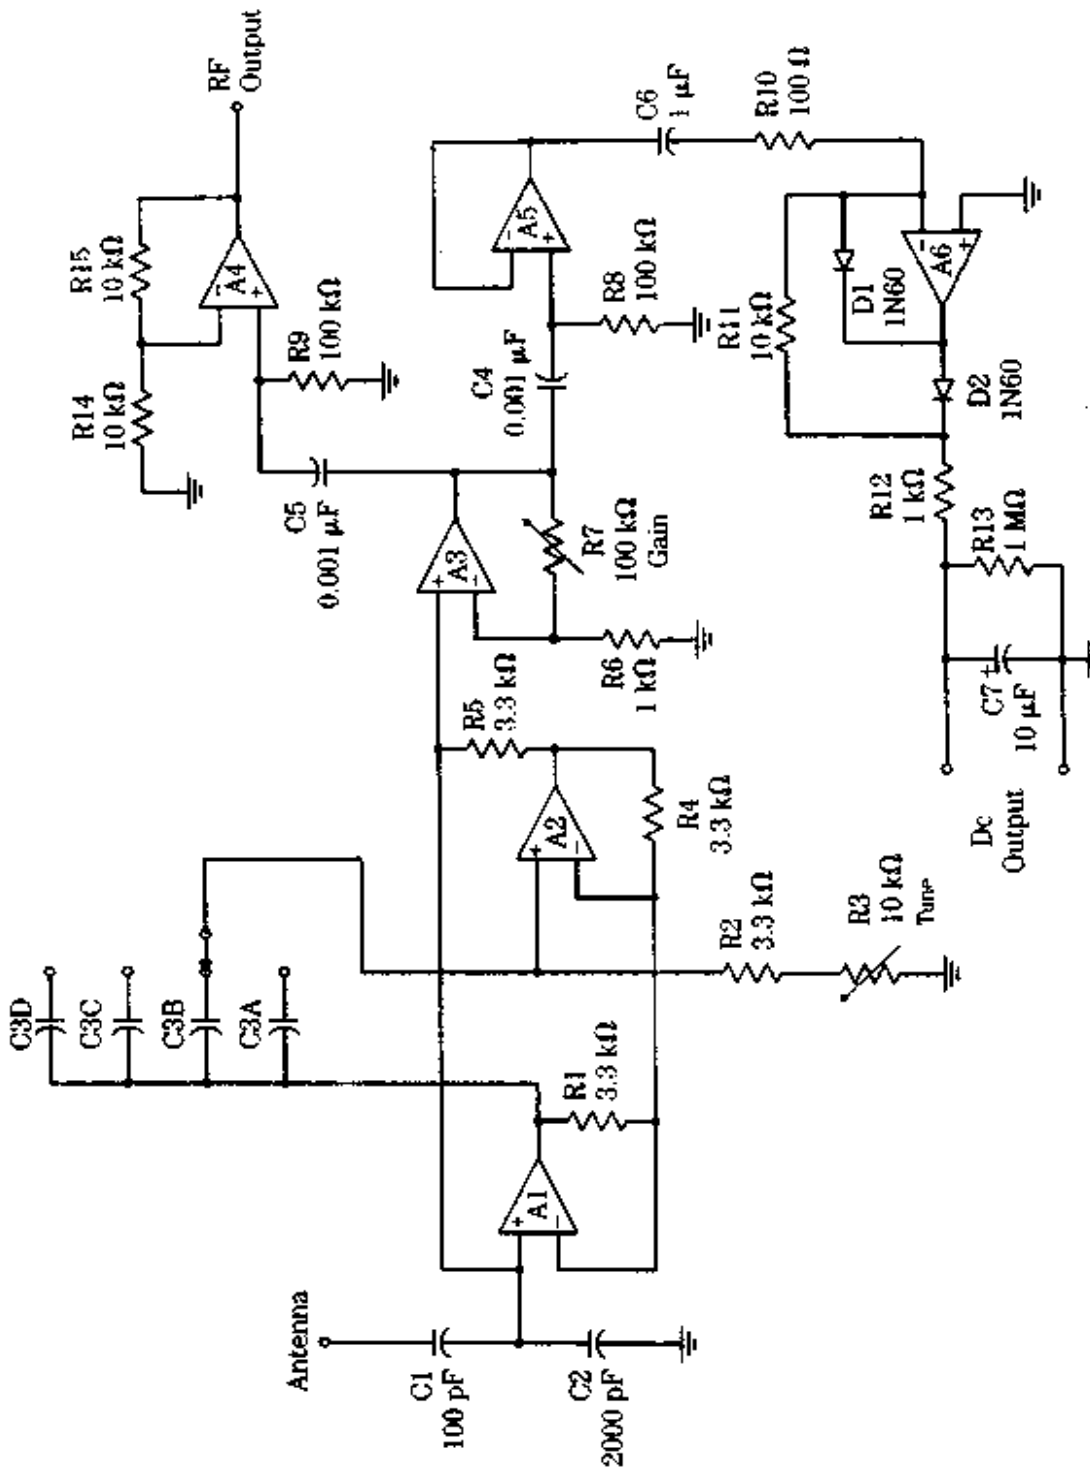 Antenna
C1
100 pF
C2
2000 pF
A1
+
−
R1
3.3 kΩ
C3D
C3C
C3B
C3A
R2
3.3 kΩ
R3
10 kΩ
Tune
A2
+
−
R4
3.3 kΩ
R5
3.3 kΩ
A3
+
−
R6
1 kΩ
R7
100 kΩ
Gain
C5
0.001 µF
C4
0.001 µF
R14
10 kΩ
R15
10 kΩ
A4
−
+
R9
100 kΩ
RF
Output
A5
−
+
R8
100 kΩ
C6
1 µF
R10
100 Ω
R11
10 kΩ
D1
1N60
A6
−
+
D2
1N60
R12
1 kΩ
R13
1 MΩ
C7
+
10 µF
Dc
Output